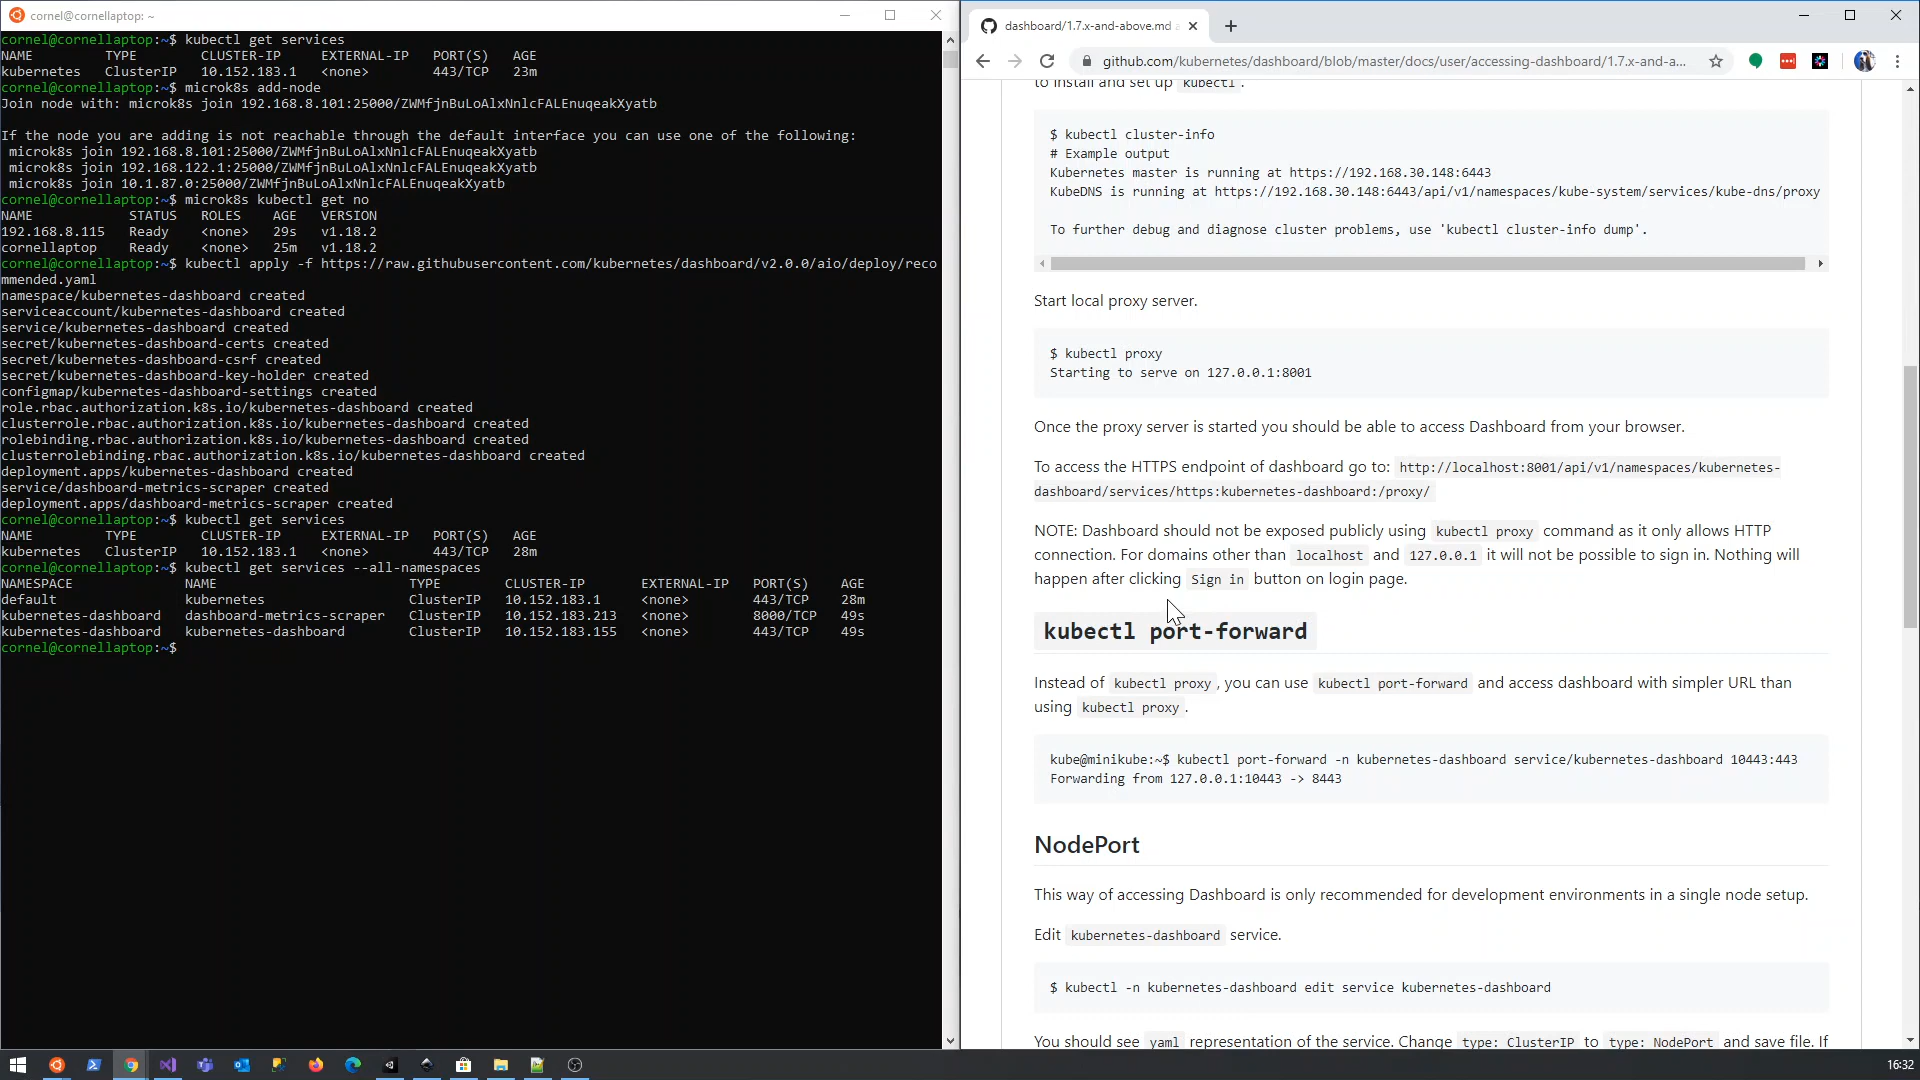 cornel@cornellaptop: ~
cornel@cornellaptop:~$ kubectl get services
NAME TYPE CLUSTER-IP EXTERNAL-IP PORT(S) AGE
kubernetes ClusterIP 10.152.183.1 <none> 443/TCP 23m
cornel@cornellaptop:~$ microk8s add-node
Join node with: microk8s join 192.168.8.101:25000/ZWMfjnBuLoAlxNnlcFALEnuqeakXyatb
If the node you are adding is not reachable through the default interface you can use one of the following:
microk8s join 192.168.8.101:25000/ZWMfjnBuLoAlxNnlcFALEnuqeakXyatb
microk8s join 192.168.122.1:25000/ZWMfjnBuLoAlxNnlcFALEnuqeakXyatb
microk8s join 10.1.87.0:25000/ZWMfjnBuLoAlxNnlcFALEnuqeakXyatb
cornel@cornellaptop:~$ microk8s kubectl get no
NAME STATUS ROLES AGE VERSION
192.168.8.115 Ready <none> 29s v1.18.2
cornellaptop Ready <none> 25m v1.18.2
cornel@cornellaptop:~$ kubectl apply -f https://raw.githubusercontent.com/kubernetes/dashboard/v2.0.0/aio/deploy/reco
mmended.yaml
namespace/kubernetes-dashboard created
serviceaccount/kubernetes-dashboard created
service/kubernetes-dashboard created
secret/kubernetes-dashboard-certs created
secret/kubernetes-dashboard-csrf created
secret/kubernetes-dashboard-key-holder created
configmap/kubernetes-dashboard-settings created
role.rbac.authorization.k8s.io/kubernetes-dashboard created
clusterrole.rbac.authorization.k8s.io/kubernetes-dashboard created
rolebinding.rbac.authorization.k8s.io/kubernetes-dashboard created
clusterrolebinding.rbac.authorization.k8s.io/kubernetes-dashboard created
deployment.apps/kubernetes-dashboard created
service/dashboard-metrics-scraper created
deployment.apps/dashboard-metrics-scraper created
cornel@cornellaptop:~$ kubectl get services
NAME TYPE CLUSTER-IP EXTERNAL-IP PORT(S) AGE
kubernetes ClusterIP 10.152.183.1 <none> 443/TCP 28m
cornel@cornellaptop:~$ kubectl get services --all-namespaces
NAMESPACE NAME TYPE CLUSTER-IP EXTERNAL-IP PORT(S) AGE
default kubernetes ClusterIP 10.152.183.1 <none> 443/TCP 28m
kubernetes-dashboard dashboard-metrics-scraper ClusterIP 10.152.183.213 <none> 8000/TCP 49s
kubernetes-dashboard kubernetes-dashboard ClusterIP 10.152.183.155 <none> 443/TCP 49s
cornel@cornellaptop:~$
dashboard/1.7.x-and-above.md
github.com/kubernetes/dashboard/blob/master/docs/user/accessing-dashboard/1.7.x-and-a...
to install and set up kubectl.
$ kubectl cluster-info
# Example output
Kubernetes master is running at https://192.168.30.148:6443
KubeDNS is running at https://192.168.30.148:6443/api/v1/namespaces/kube-system/services/kube-dns/proxy
To further debug and diagnose cluster problems, use 'kubectl cluster-info dump'.
Start local proxy server.
$ kubectl proxy
Starting to serve on 127.0.0.1:8001
Once the proxy server is started you should be able to access Dashboard from your browser.
To access the HTTPS endpoint of dashboard go to: http://localhost:8001/api/v1/namespaces/kubernetes-
dashboard/services/https:kubernetes-dashboard:/proxy/
NOTE: Dashboard should not be exposed publicly using kubectl proxy command as it only allows HTTP
connection. For domains other than localhost and 127.0.0.1 it will not be possible to sign in. Nothing will
happen after clicking Sign in button on login page.
kubectl port-forward
Instead of kubectl proxy, you can use kubectl port-forward and access dashboard with simpler URL than
using kubectl proxy.
kube@minikube:~$ kubectl port-forward -n kubernetes-dashboard service/kubernetes-dashboard 10443:443
Forwarding from 127.0.0.1:10443 -> 8443
NodePort
This way of accessing Dashboard is only recommended for development environments in a single node setup.
Edit kubernetes-dashboard service.
$ kubectl -n kubernetes-dashboard edit service kubernetes-dashboard
You should see yaml representation of the service. Change type: ClusterIP to type: NodePort and save file. If
16:32